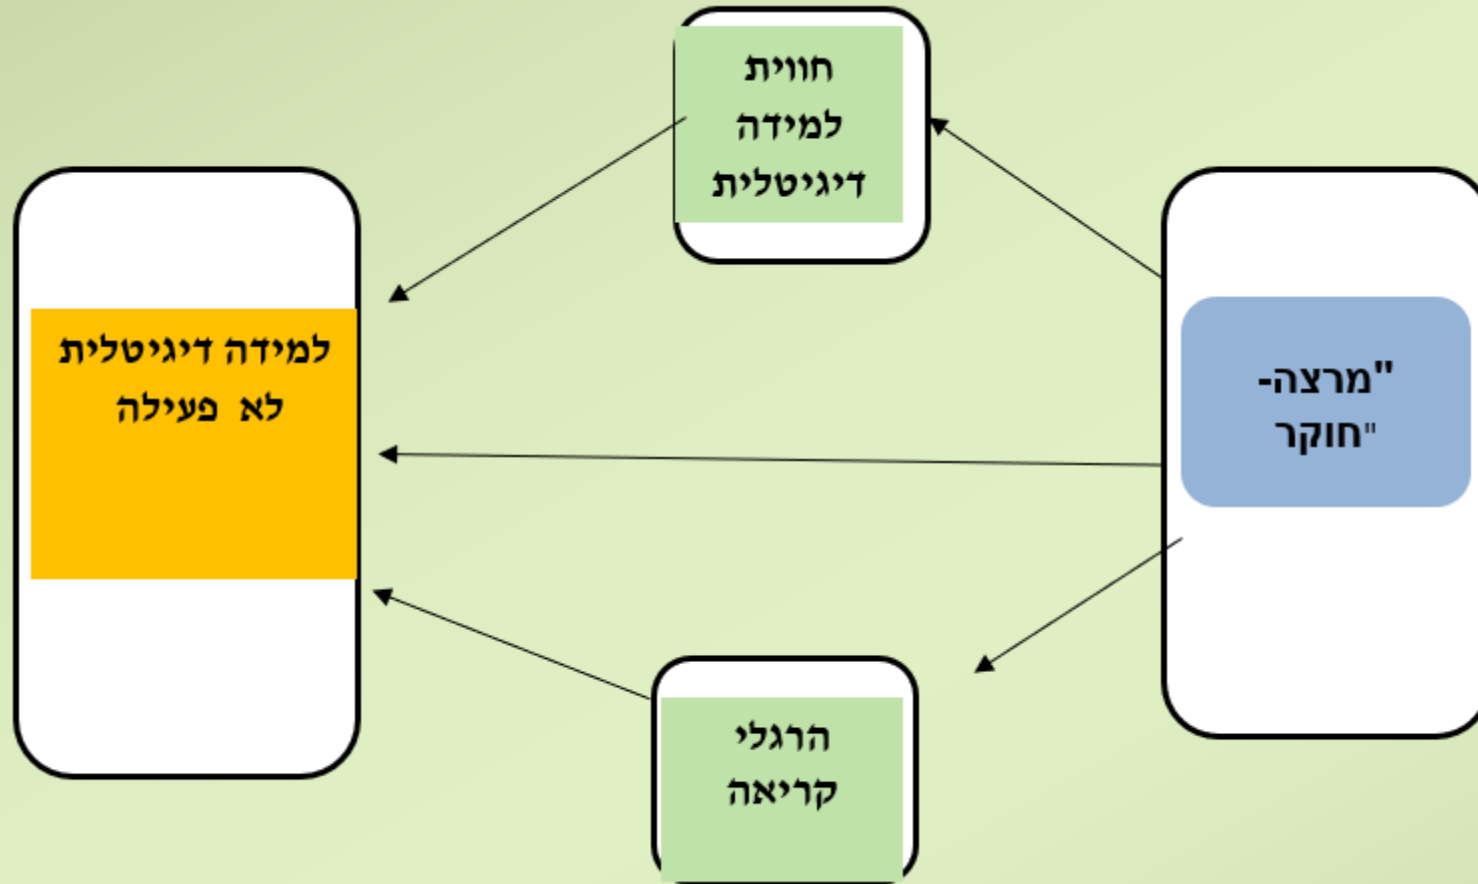 חווית
למידה
דיגיטלית
"מרצה-
חוקר"
למידה דיגיטלית
לא פעילה
הרגלי
קריאה